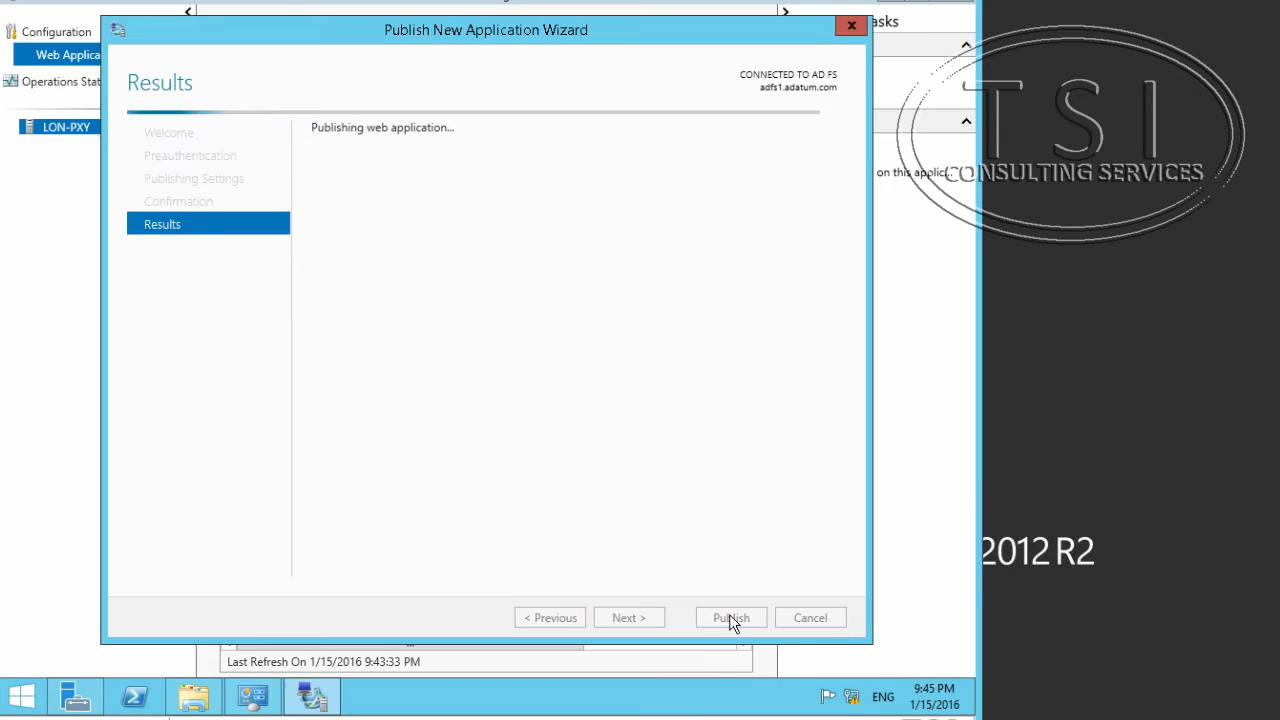 Configuration
Web Applica
Operations Stat
LON-PXY
Publish New Application Wizard
asks
Results
CONNECTED TO AD FS
adfs1.adatum.com
Welcome
Preauthentication
Publishing Settings
Confirmation
Results
Publishing web application...
on this applic...
TSI
CONSULTING SERVICES
2012 R2
< Previous
Next >
Publish
Cancel
Last Refresh On 1/15/2016 9:43:33 PM
ENG
9:45 PM
1/15/2016